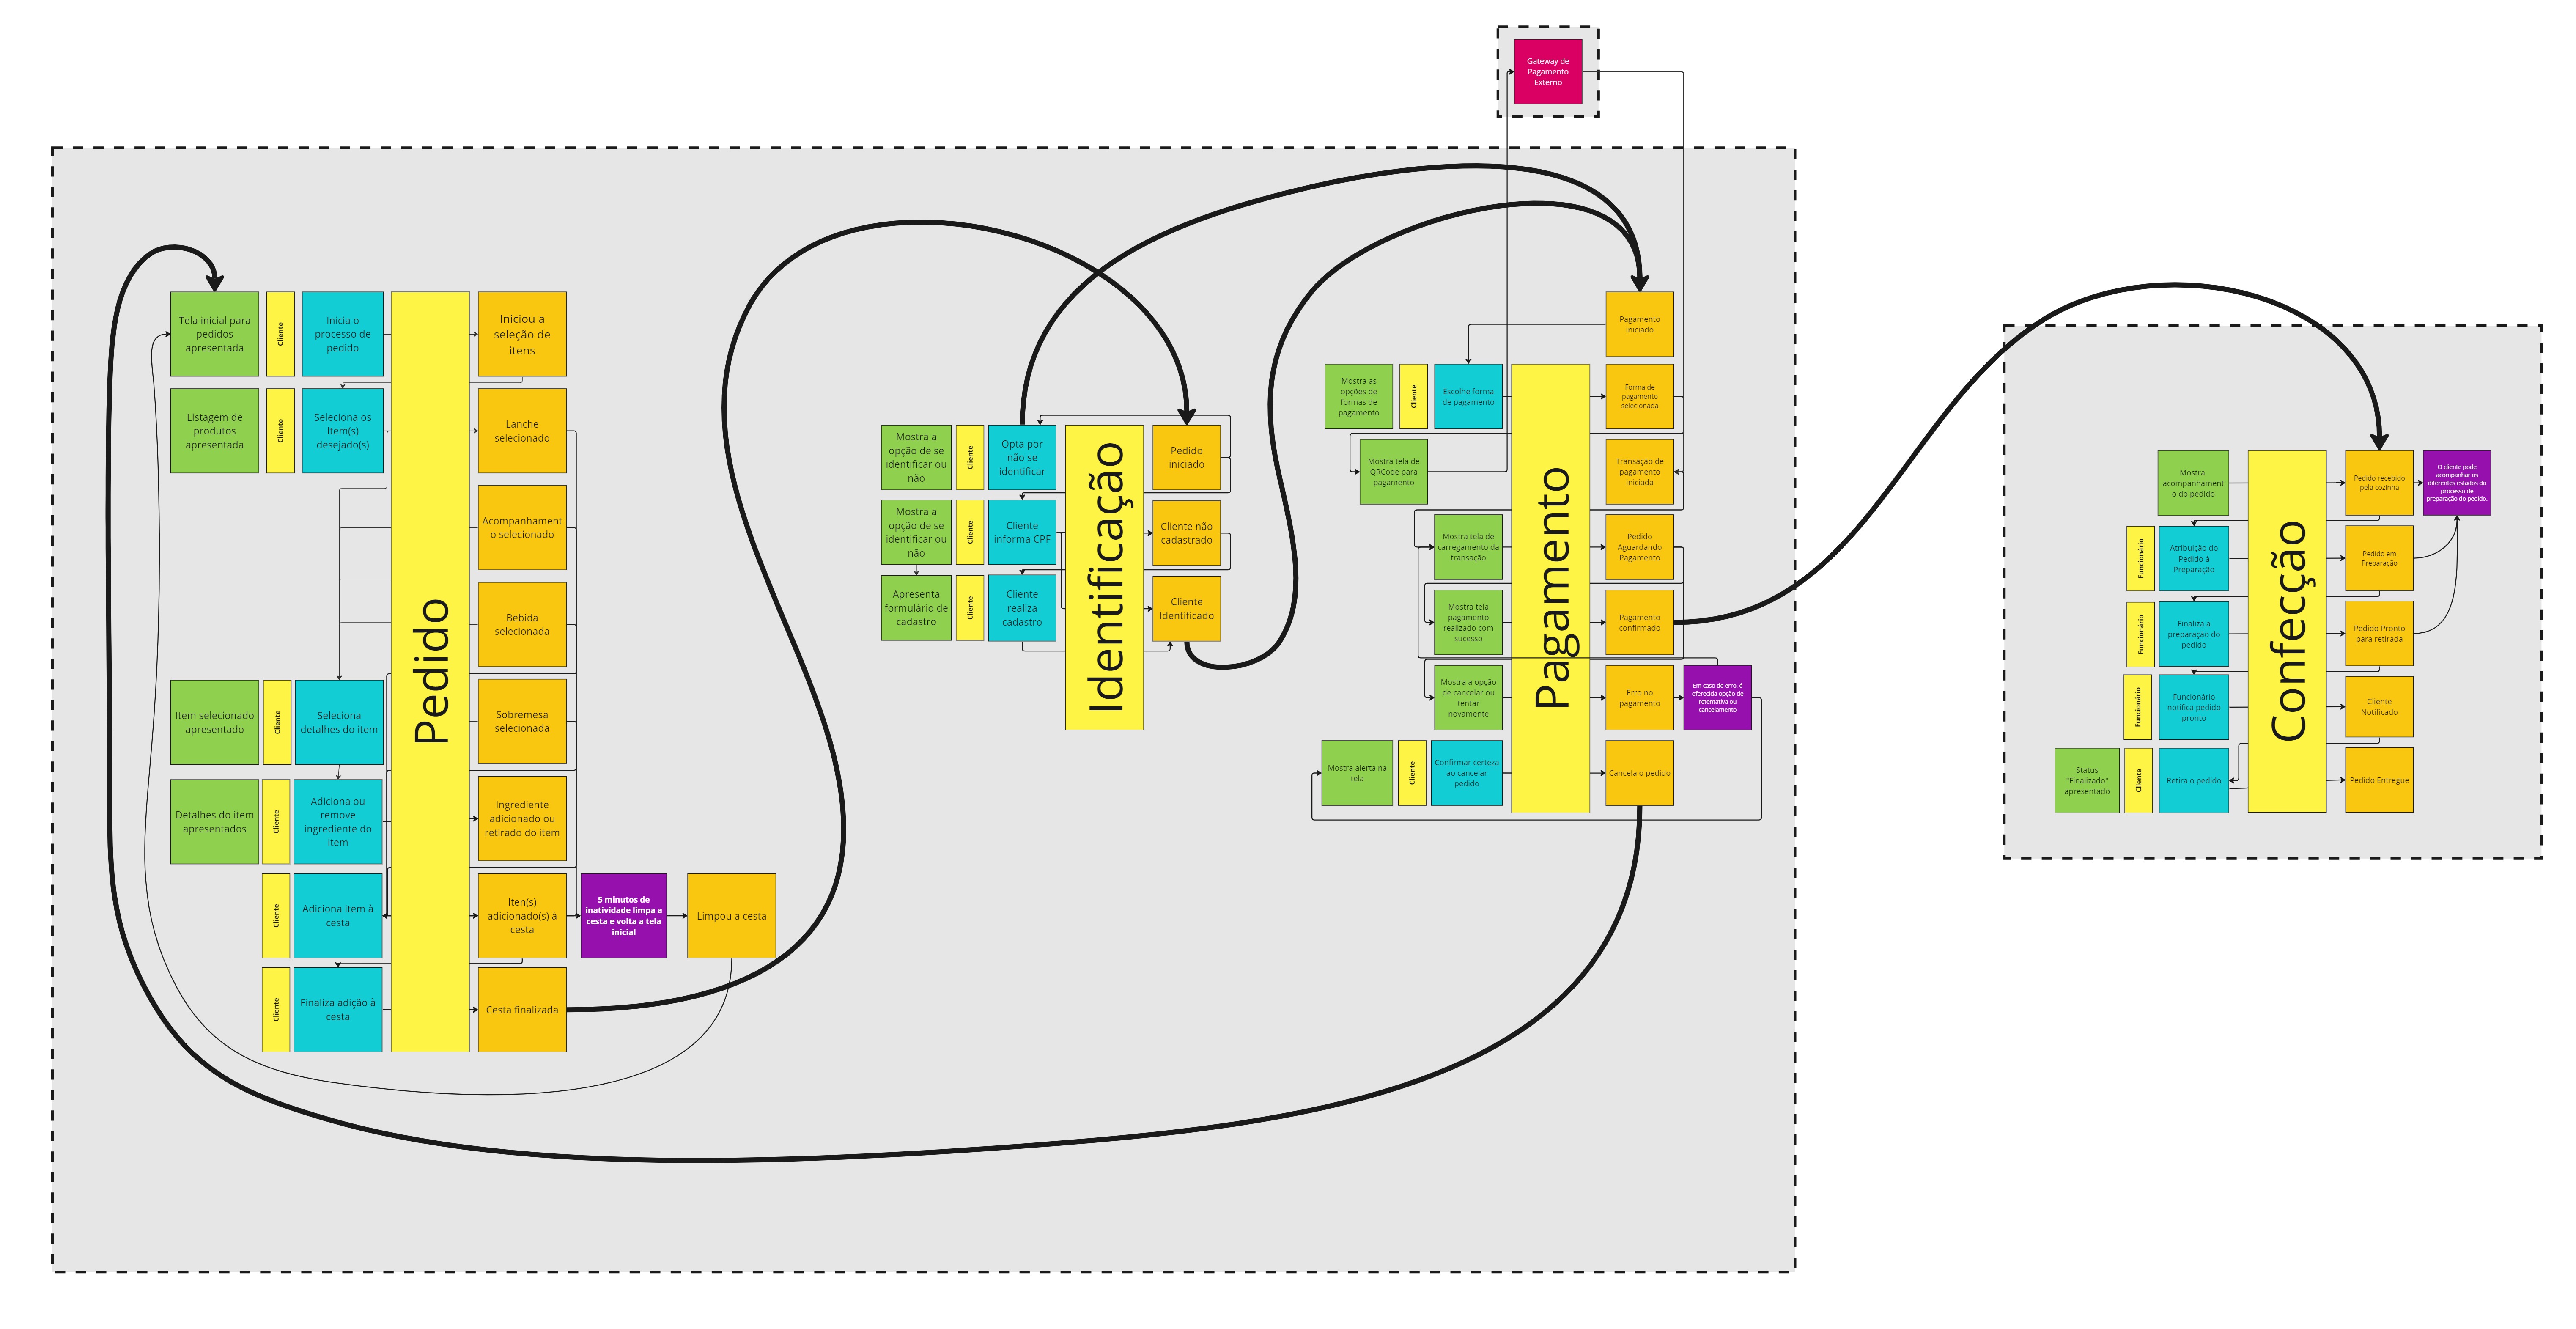 Gateway de
Pagamento
Externo
Tela inicial para
pedidos
apresentada
Cliente
Inicia o
processo de
pedido
Iniciou a
seleção de
itens
Listagem de
produtos
apresentada
Cliente
Seleciona os
Item(s)
desejado(s)
Lanche
selecionado
Acompanhament
o selecionado
Bebida
selecionada
Pedido
Item selecionado
apresentado
Cliente
Seleciona
detalhes do item
Sobremesa
selecionada
Detalhes do item
apresentados
Cliente
Adiciona ou
remove
ingrediente do
item
Ingrediente
adicionado ou
retirado do item
Cliente
Adiciona item à
cesta
Iten(s)
adicionado(s) à
cesta
5 minutos de
inatividade limpa a
cesta e volta a tela
inicial
Limpou a cesta
Cliente
Finaliza adição à
cesta
Cesta finalizada
Mostra a
opção de se
identificar ou
não
Cliente
Opta por
não se
identificar
Identificação
Pedido
iniciado
Mostra a
opção de se
identificar ou
não
Cliente
Cliente
informa CPF
Cliente não
cadastrado
Apresenta
formulário de
cadastro
Cliente
Cliente
realiza
cadastro
Cliente
Identificado
Pagamento
iniciado
Mostra as
opções de
formas de
pagamento
Cliente
Escolhe forma
de pagamento
Pagamento
Forma de
pagamento
selecionada
Mostra tela de
QRCode para
pagamento
Transação de
pagamento
iniciada
Mostra tela de
carregamento da
transação
Pedido
Aguardando
Pagamento
Mostra tela
pagamento
realizado com
sucesso
Pagamento
confirmado
Mostra a opção
de cancelar ou
tentar
novamente
Erro no
pagamento
Em caso de erro, é
oferecida opção de
retentativa ou
cancelamento
Mostra alerta na
tela
Cliente
Confirmar certeza
ao cancelar
pedido
Cancela o pedido
Mostra
acompanhament
o do pedido
Confecção
Pedido recebido
pela cozinha
O cliente pode
acompanhar os
diferentes estados do
processo de
preparação do pedido.
Funcionário
Atribuição do
Pedido à
Preparação
Pedido em
Preparação
Funcionário
Finaliza a
preparação do
pedido
Pedido Pronto
para retirada
Funcionário
Funcionário
notifica pedido
pronto
Cliente
Notificado
Status
"Finalizado"
apresentado
Cliente
Retira o pedido
Pedido Entregue